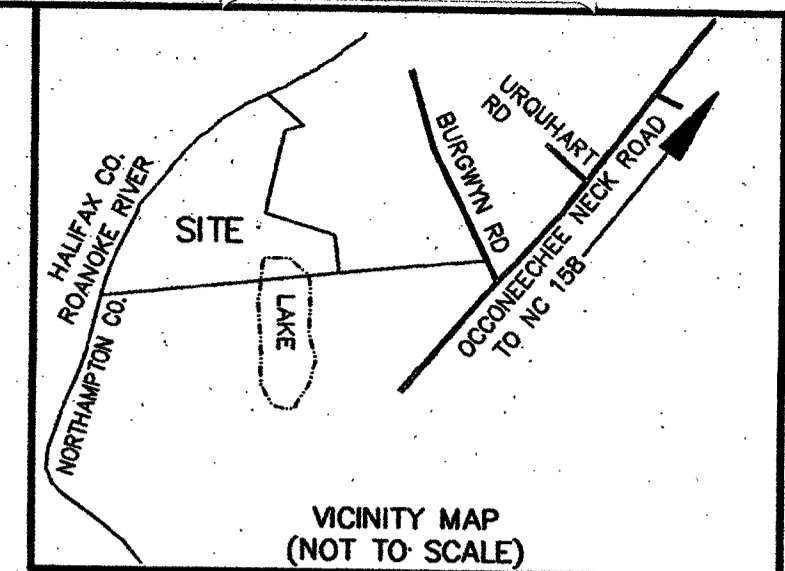 HALIFAX CO.
ROANOKE RIVER
NORTHAMPTON CO.
SITE
LAKE
BURGWYN RD
URQUHART
RD
OCCONEECHEE NECK ROAD
TO NC 158
VICINITY MAP
(NOT TO SCALE)